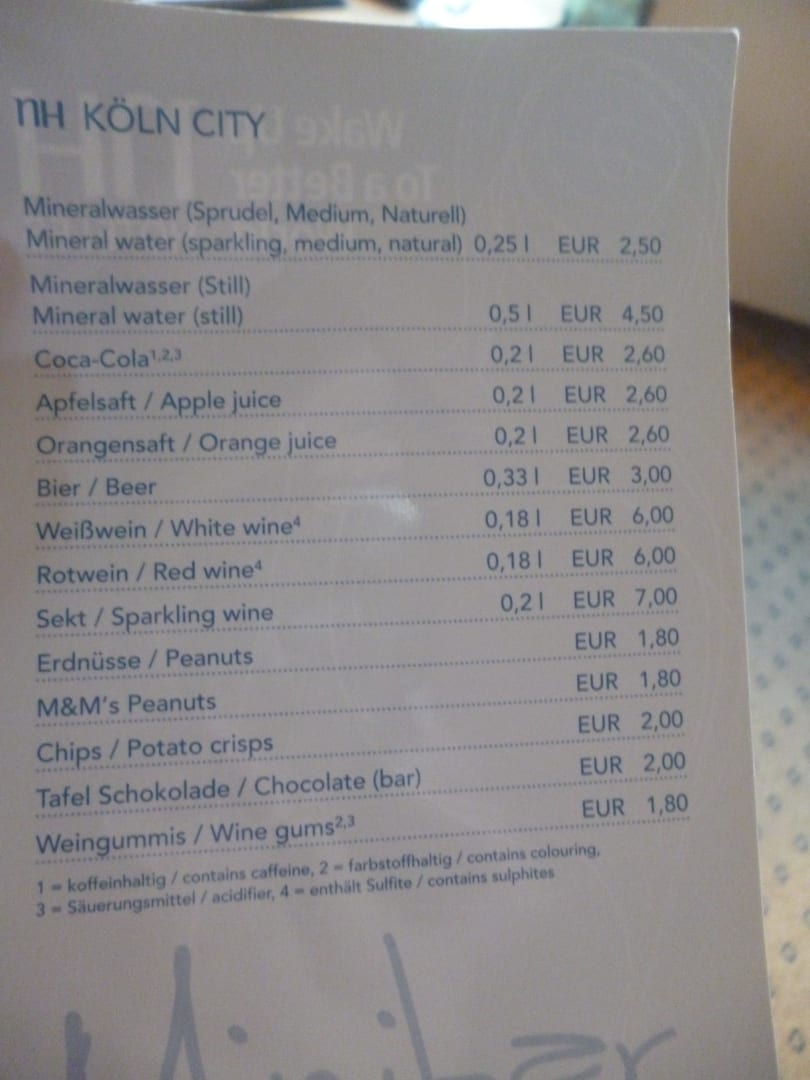 nH KÖLN CITY
Wake Up
To a Better
nH
Mineralwasser (Sprudel, Medium, Naturell)
Mineral water (sparkling, medium, natural) 0,25 l EUR 2,50
Mineralwasser (Still)
Mineral water (still) 0,5 l EUR 4,50
Coca-Cola¹,²,³ 0,2 l EUR 2,60
Apfelsaft / Apple juice 0,2 l EUR 2,60
Orangensaft / Orange juice 0,2 l EUR 2,60
Bier / Beer 0,33 l EUR 3,00
Weißwein / White wine⁴ 0,18 l EUR 6,00
Rotwein / Red wine⁴ 0,18 l EUR 6,00
Sekt / Sparkling wine 0,2 l EUR 7,00
Erdnüsse / Peanuts EUR 1,80
M&M's Peanuts EUR 1,80
Chips / Potato crisps EUR 2,00
Tafel Schokolade / Chocolate (bar) EUR 2,00
Weingummis / Wine gums²,³ EUR 1,80
1 = koffeinhaltig / contains caffeine, 2 = farbstoffhaltig / contains colouring,
3 = Säuerungsmittel / acidifier, 4 = enthält Sulfite / contains sulphites
Minibar